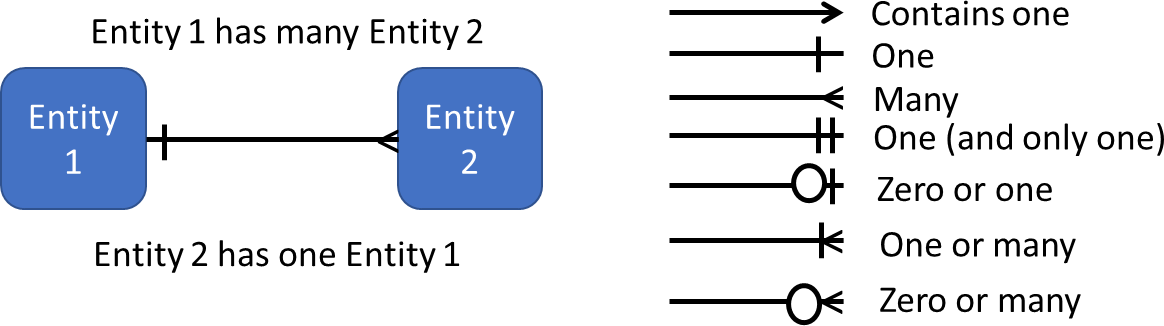 Entity 1 has many Entity 2
Entity
1
Entity
2
Entity 2 has one Entity 1
Contains one
One
Many
One (and only one)
Zero or one
One or many
Zero or many